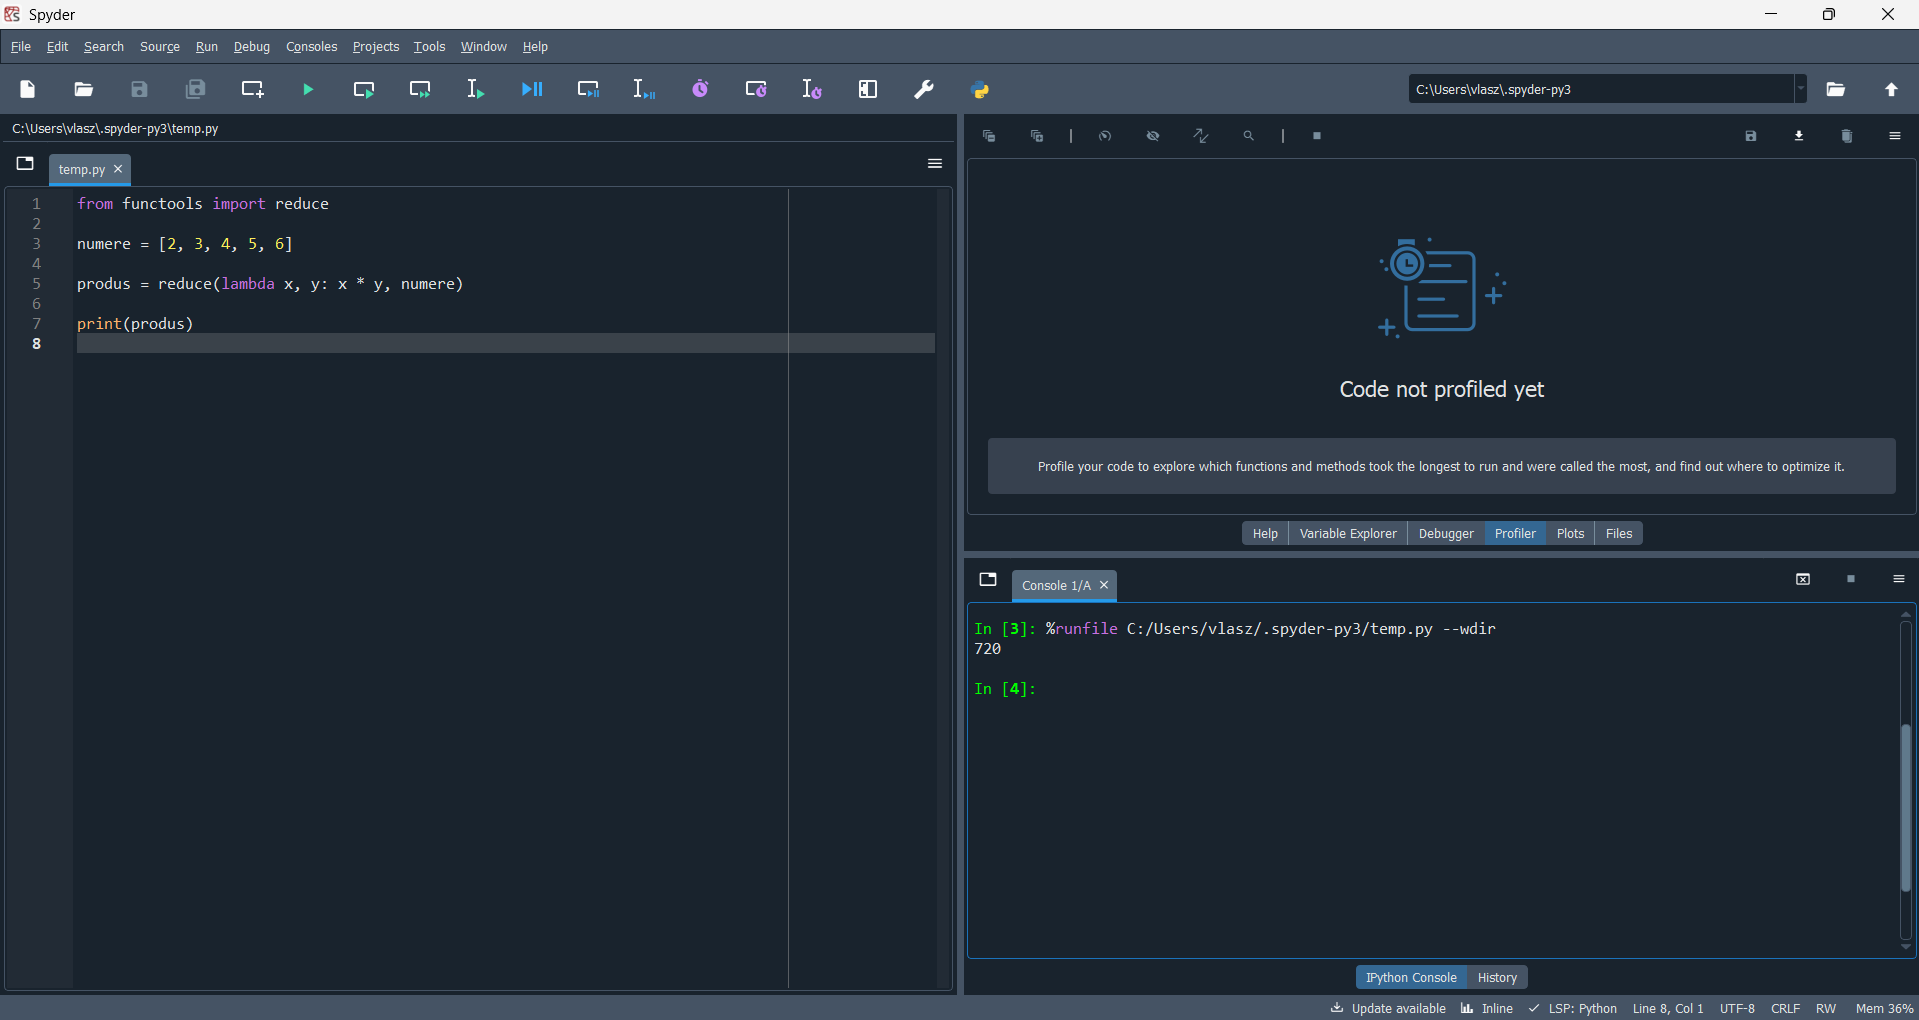 Spyder
File Edit Search Source Run Debug Consoles Projects Tools Window Help
C:\Users\vlasz\.spyder-py3
C:\Users\vlasz\.spyder-py3\temp.py
temp.py
1 from functools import reduce
2
3 numere = [2, 3, 4, 5, 6]
4
5 produs = reduce(lambda x, y: x * y, numere)
6
7 print(produs)
8
Code not profiled yet
Profile your code to explore which functions and methods took the longest to run and were called the most, and find out where to optimize it.
Help Variable Explorer Debugger Profiler Plots Files
Console 1/A
In [3]: %runfile C:/Users/vlasz/.spyder-py3/temp.py --wdir
720
In [4]:
IPython Console History
Update available Inline LSP: Python Line 8, Col 1 UTF-8 CRLF RW Mem 36%